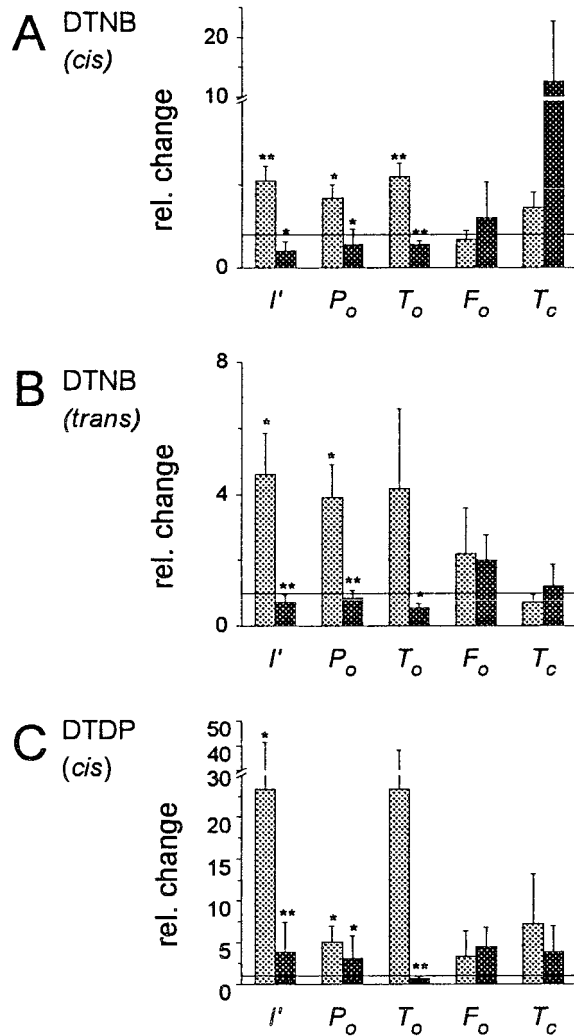 A DTNB
(cis)
20
10
0
rel. change
** * * * ** **
I' Po To Fo Tc
B DTNB
(trans)
8
4
0
rel. change
* ** * ** *
I' Po To Fo Tc
C DTDP
(cis)
50
40
30
20
15
10
5
0
rel. change
* ** * * **
I' Po To Fo Tc